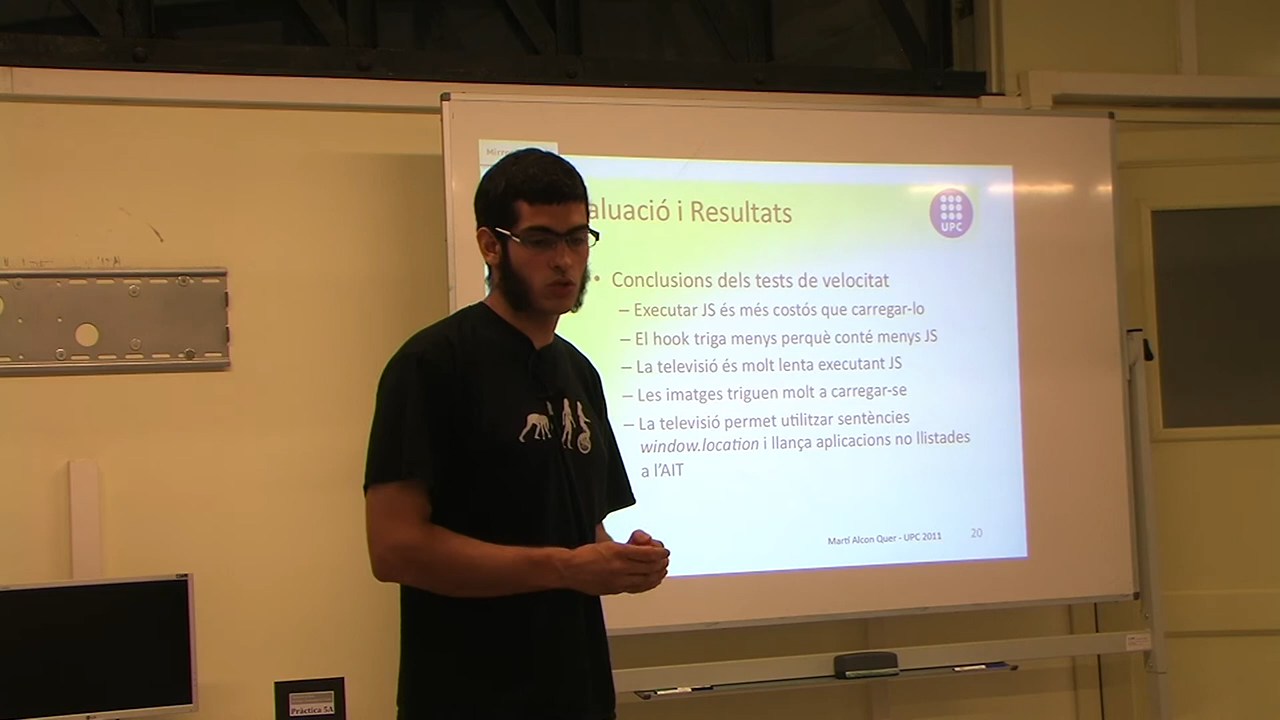 aluació i Resultats
UPC
• Conclusions dels tests de velocitat
– Executar JS és més costós que carregar-lo
– El hook triga menys perquè conté menys JS
– La televisió és molt lenta executant JS
– Les imatges triguen molt a carregar-se
– La televisió permet utilitzar sentències
window.location i llança aplicacions no llistades
a l'AIT
Martí Alcon Quer - UPC 2011
20
Pràctica 5A